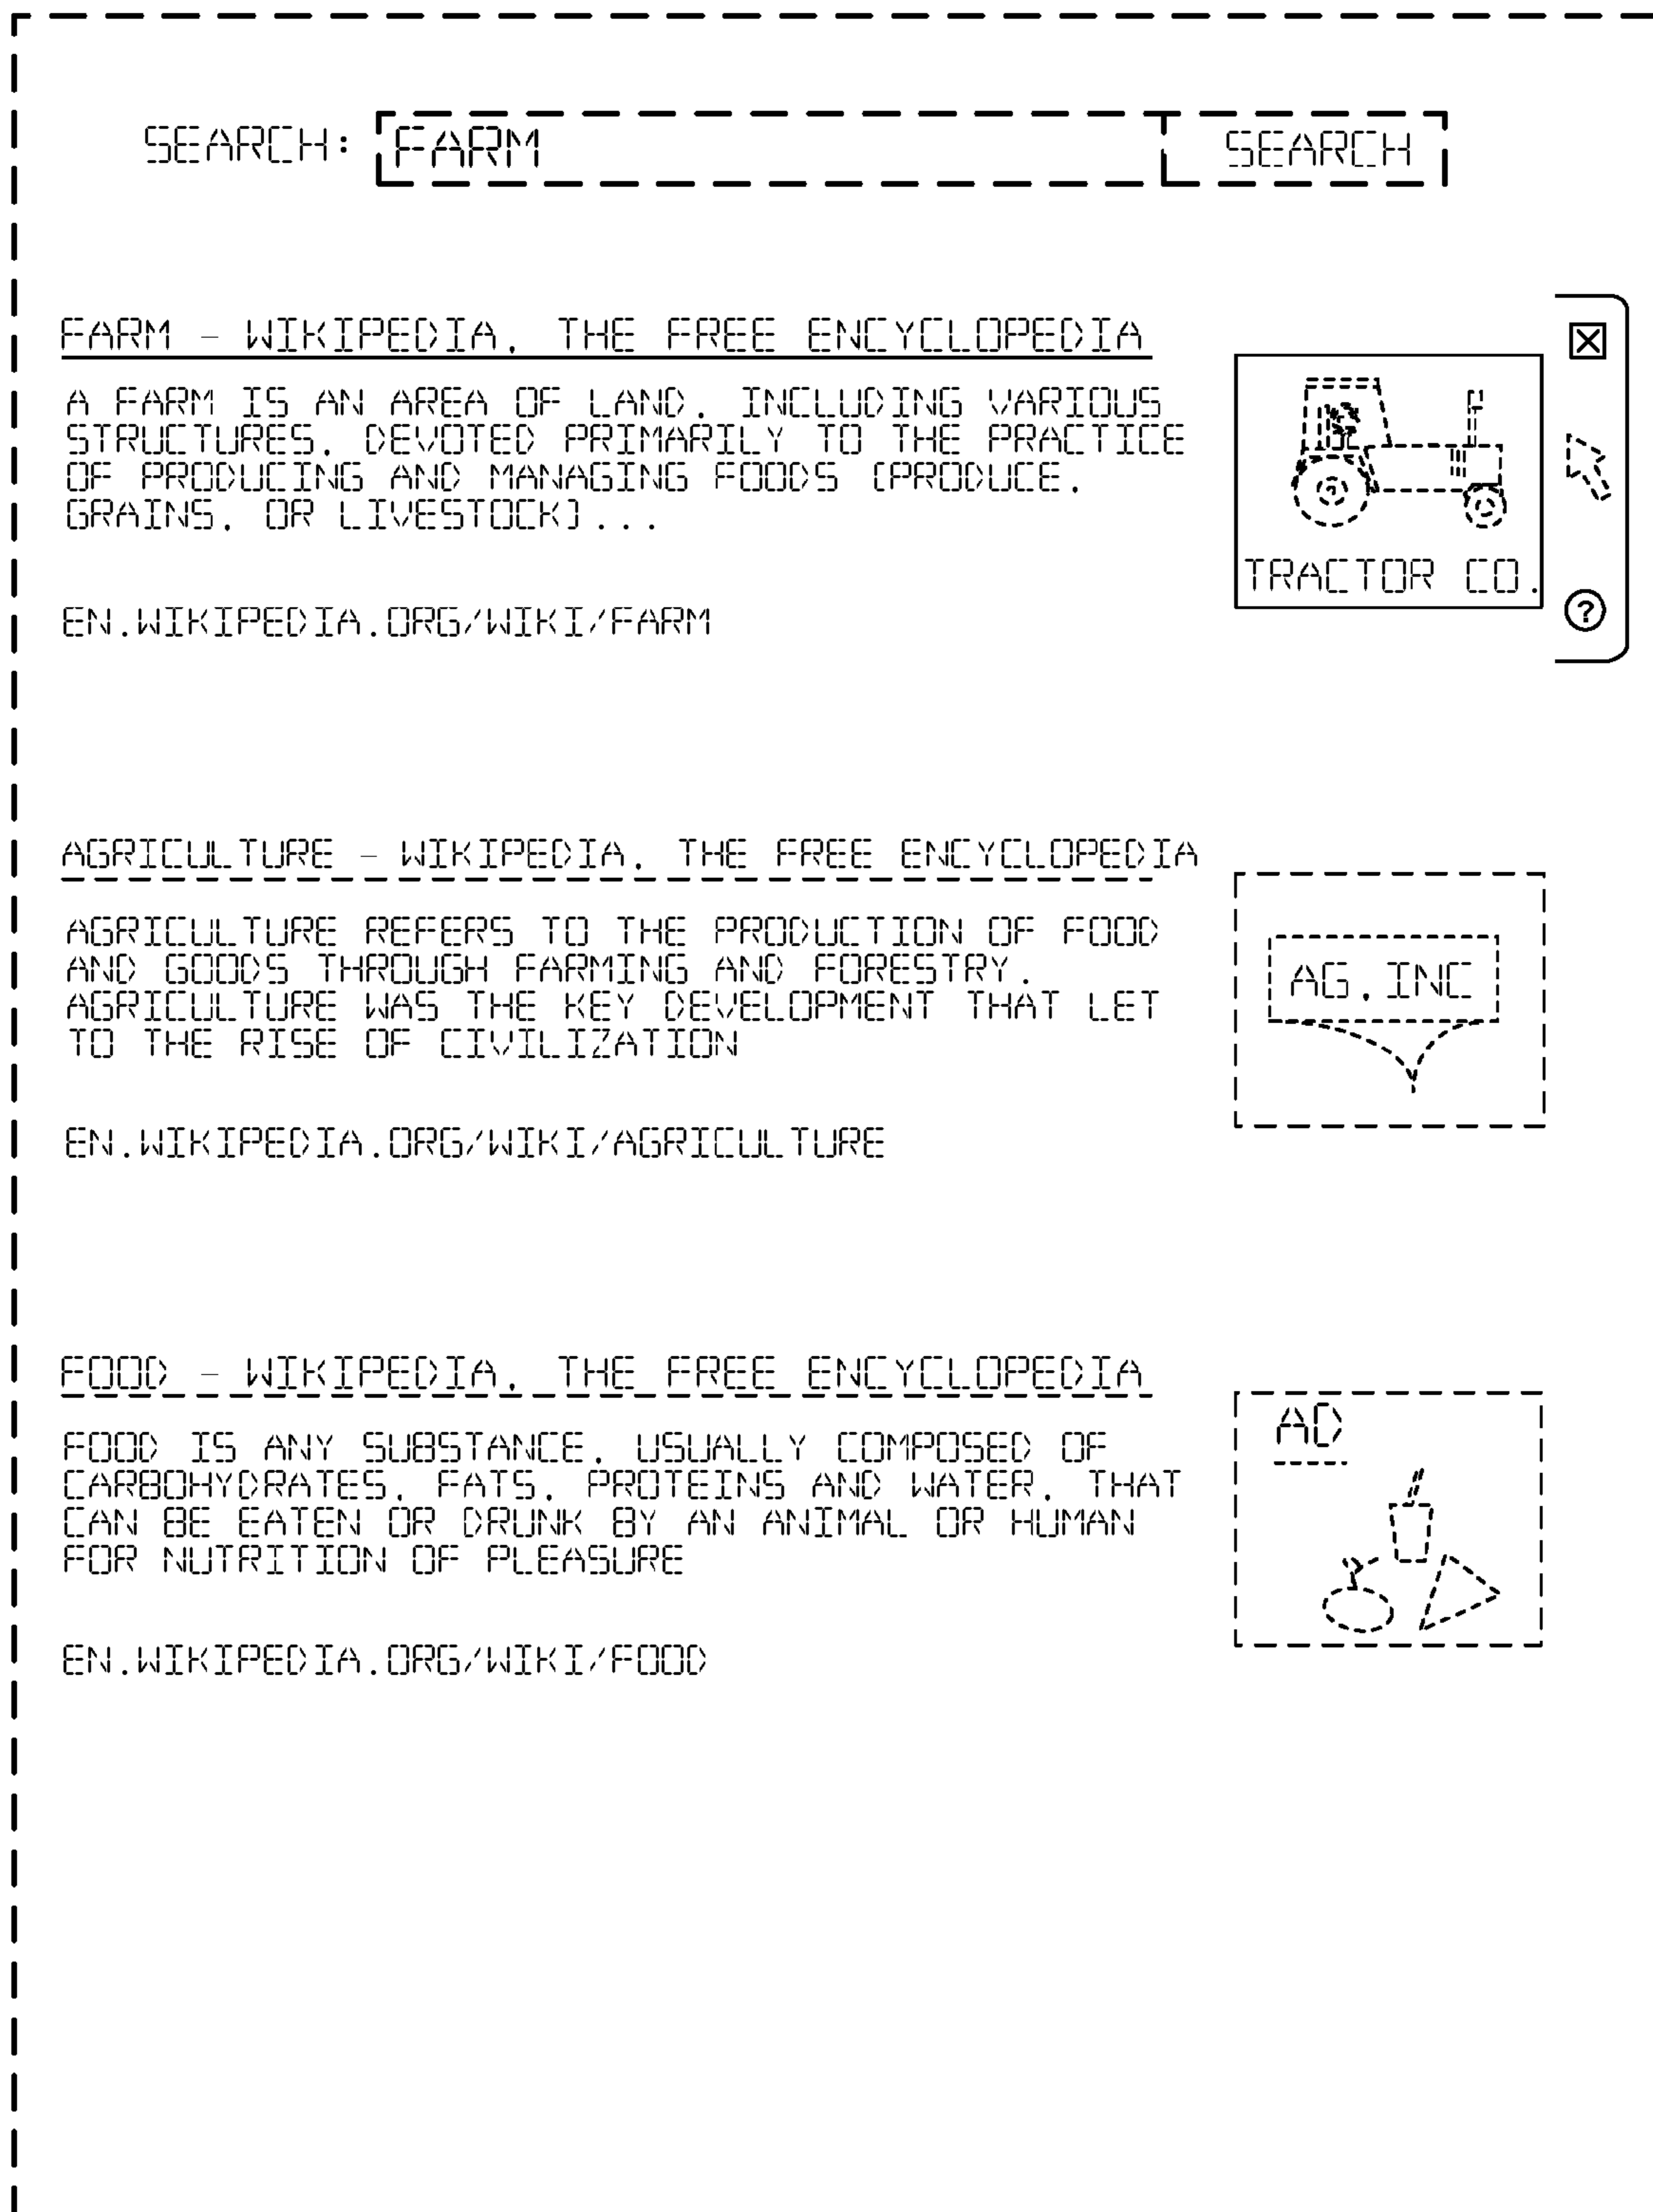 SEARCH: FARM SEARCH
FARM - WIKIPEDIA, THE FREE ENCYCLOPEDIA
A FARM IS AN AREA OF LAND, INCLUDING VARIOUS
STRUCTURES, DEVOTED PRIMARILY TO THE PRACTICE
OF PRODUCING AND MANAGING FOODS (PRODUCE,
GRAINS, OR LIVESTOCK)...
EN.WIKIPEDIA.ORG/WIKI/FARM
TRACTOR CO.
?
AGRICULTURE - WIKIPEDIA, THE FREE ENCYCLOPEDIA
AGRICULTURE REFERS TO THE PRODUCTION OF FOOD
AND GOODS THROUGH FARMING AND FORESTRY.
AGRICULTURE WAS THE KEY DEVELOPMENT THAT LET
TO THE RISE OF CIVILIZATION
EN.WIKIPEDIA.ORG/WIKI/AGRICULTURE
AG, INC
FOOD - WIKIPEDIA, THE FREE ENCYCLOPEDIA
FOOD IS ANY SUBSTANCE, USUALLY COMPOSED OF
CARBOHYDRATES, FATS, PROTEINS AND WATER, THAT
CAN BE EATEN OR DRUNK BY AN ANIMAL OR HUMAN
FOR NUTRITION OF PLEASURE
EN.WIKIPEDIA.ORG/WIKI/FOOD
AD